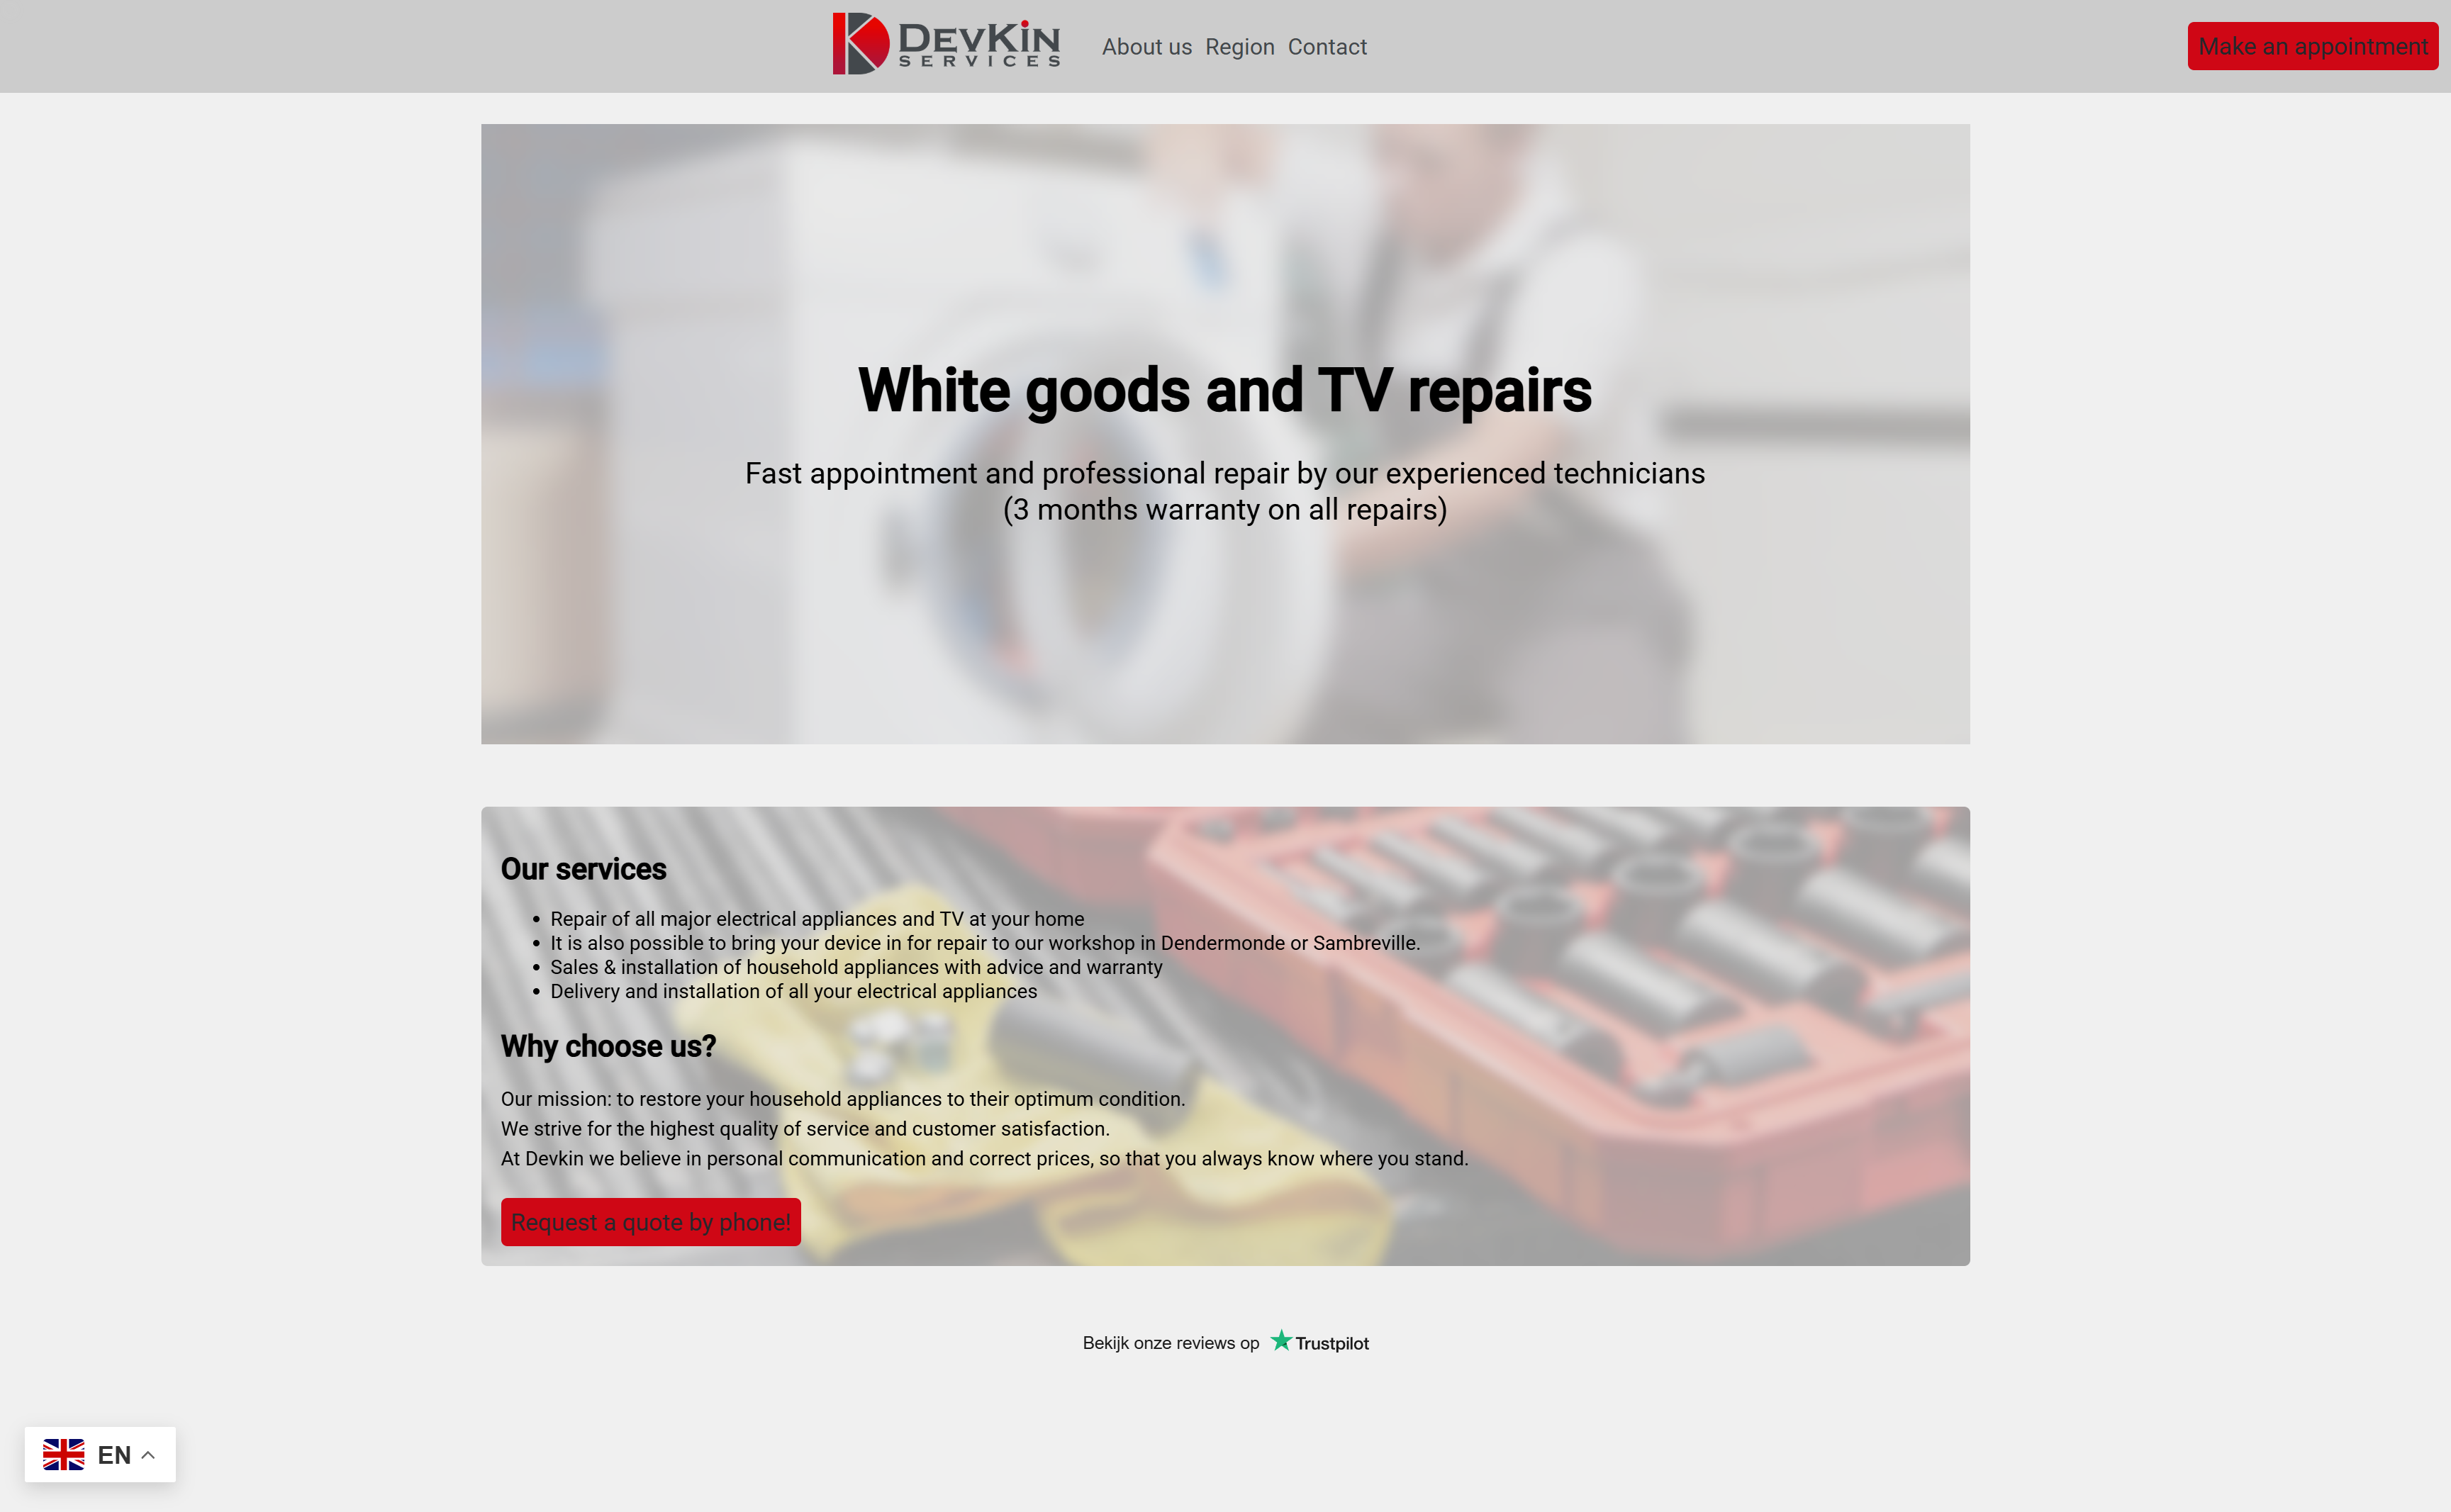 DEVKIN
SERVICES
About us Region Contact
Make an appointment
White goods and TV repairs
Fast appointment and professional repair by our experienced technicians
(3 months warranty on all repairs)
Our services
• Repair of all major electrical appliances and TV at your home
• It is also possible to bring your device in for repair to our workshop in Dendermonde or Sambreville.
• Sales & installation of household appliances with advice and warranty
• Delivery and installation of all your electrical appliances
Why choose us?
Our mission: to restore your household appliances to their optimum condition.
We strive for the highest quality of service and customer satisfaction.
At Devkin we believe in personal communication and correct prices, so that you always know where you stand.
Request a quote by phone!
Bekijk onze reviews op Trustpilot
EN